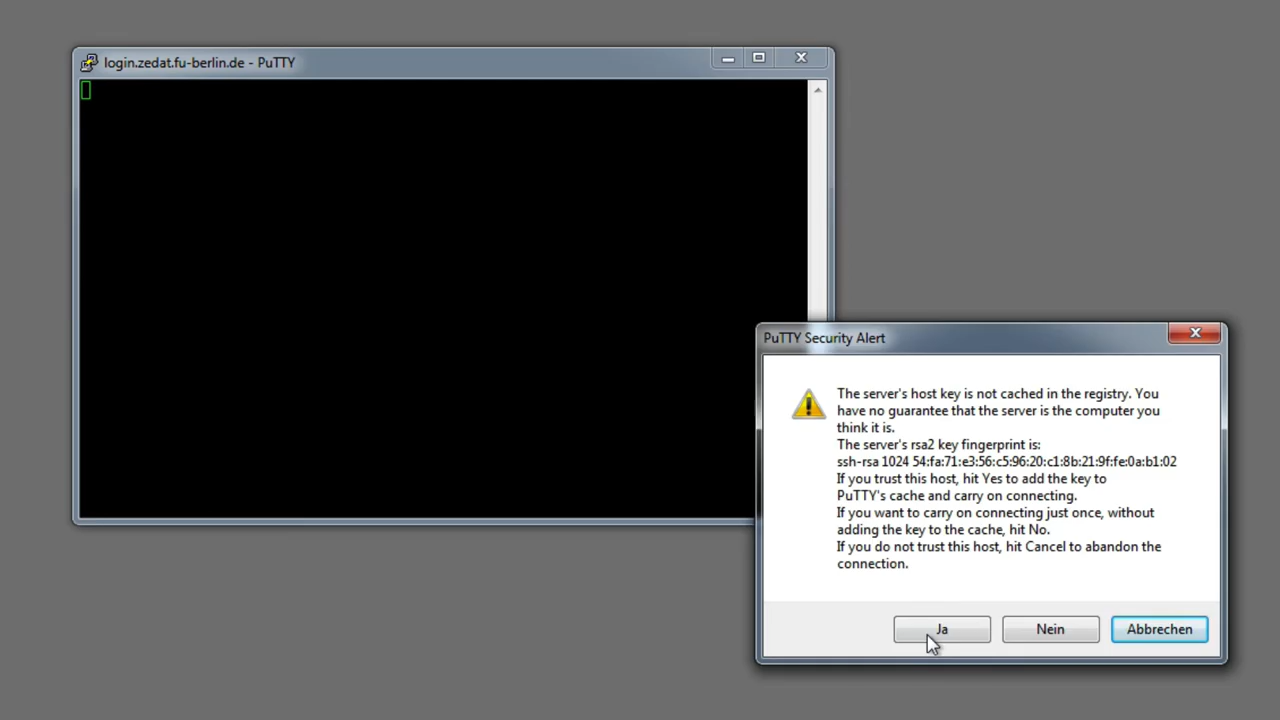 login.zedat.fu-berlin.de - PuTTY
PuTTY Security Alert
The server's host key is not cached in the registry. You
have no guarantee that the server is the computer you
think it is.
The server's rsa2 key fingerprint is:
ssh-rsa 1024 54:fa:71:e3:56:c5:96:20:c1:8b:21:9f:fe:0a:b1:02
If you trust this host, hit Yes to add the key to
PuTTY's cache and carry on connecting.
If you want to carry on connecting just once, without
adding the key to the cache, hit No.
If you do not trust this host, hit Cancel to abandon the
connection.
Ja Nein Abbrechen